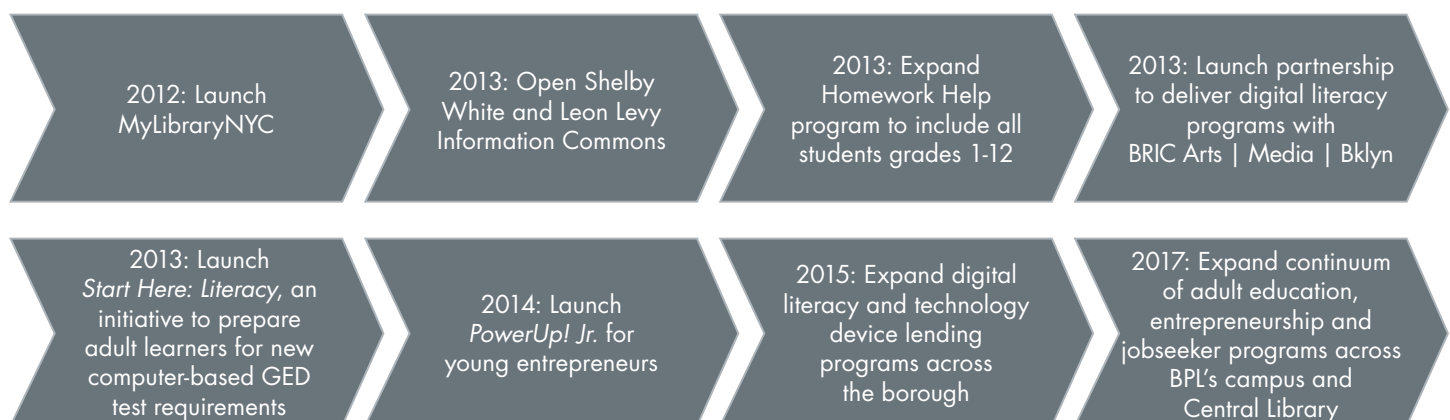 2012: Launch
MyLibraryNYC
2013: Open Shelby
White and Leon Levy
Information Commons
2013: Expand
Homework Help
program to include all
students grades 1-12
2013: Launch partnership
to deliver digital literacy
programs with
BRIC Arts | Media | Bklyn
2013: Launch
Start Here: Literacy, an
initiative to prepare
adult learners for new
computer-based GED
test requirements
2014: Launch
PowerUp! Jr. for
young entrepreneurs
2015: Expand digital
literacy and technology
device lending
programs across
the borough
2017: Expand continuum
of adult education,
entrepreneurship and
jobseeker programs across
BPL’s campus and
Central Library